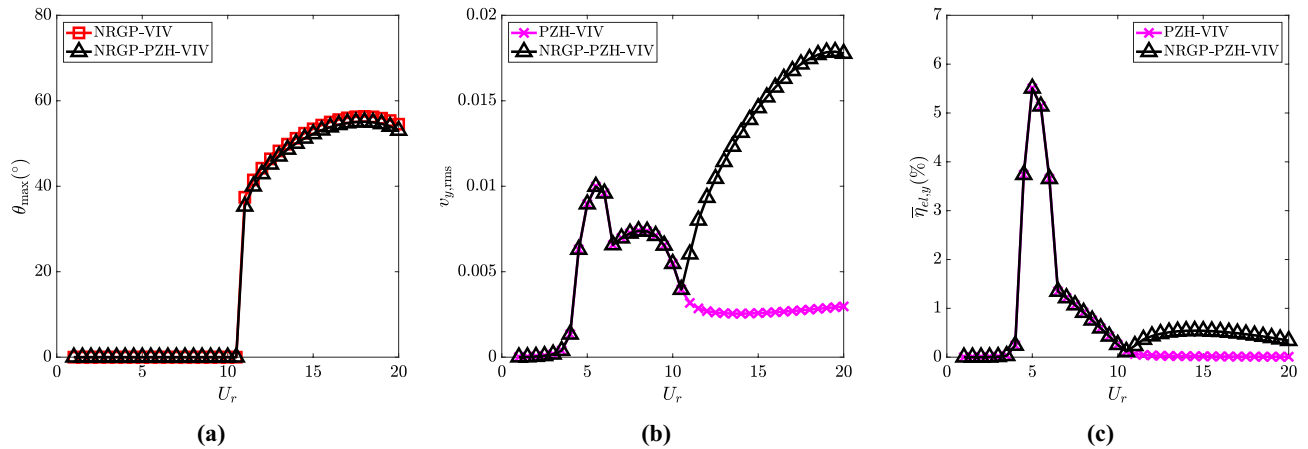 80
60
40
20
0
0 5 10 15 20
θmax(°)
Ur
NRGP-VIV
NRGP-PZH-VIV
(a)
0.02
0.015
0.01
0.005
0
0 5 10 15 20
vy,rms
Ur
PZH-VIV
NRGP-PZH-VIV
(b)
7
6
5
4
3
2
1
0
0 5 10 15 20
η̅el,y(%)
Ur
PZH-VIV
NRGP-PZH-VIV
(c)